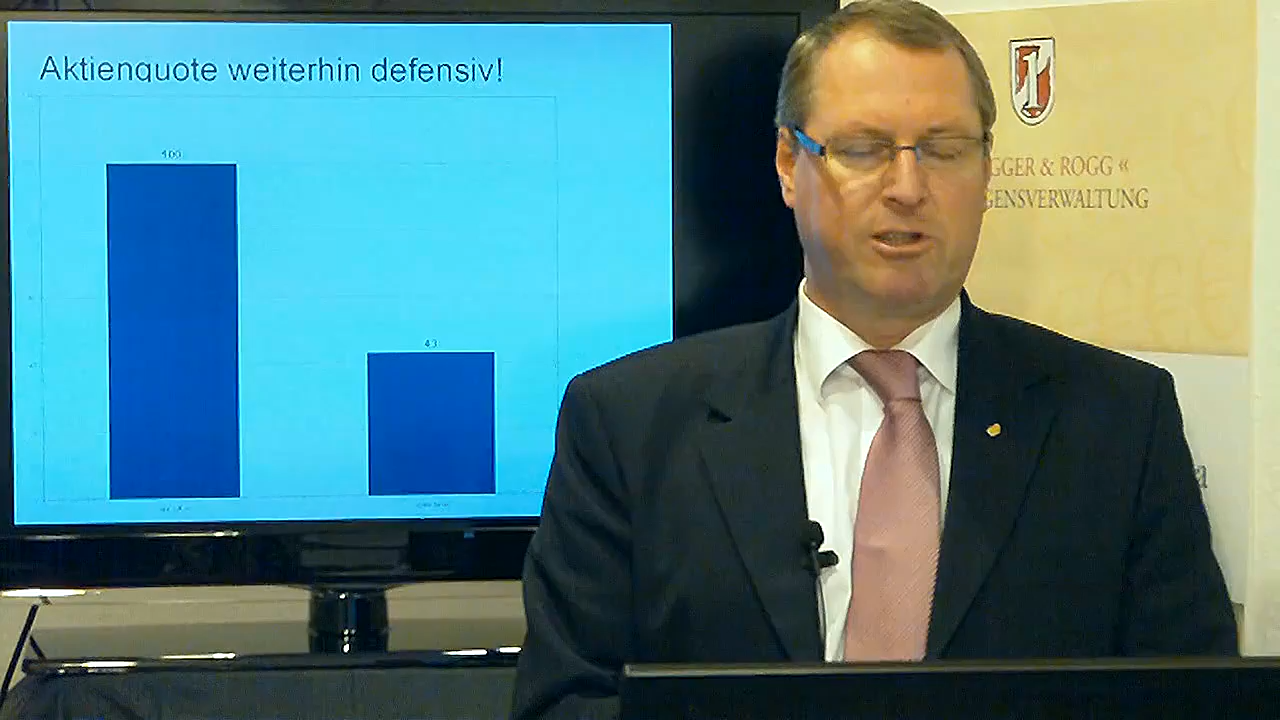 Aktienquote weiterhin defensiv!
100
43
GGER & ROGG «
GENSVERWALTUNG